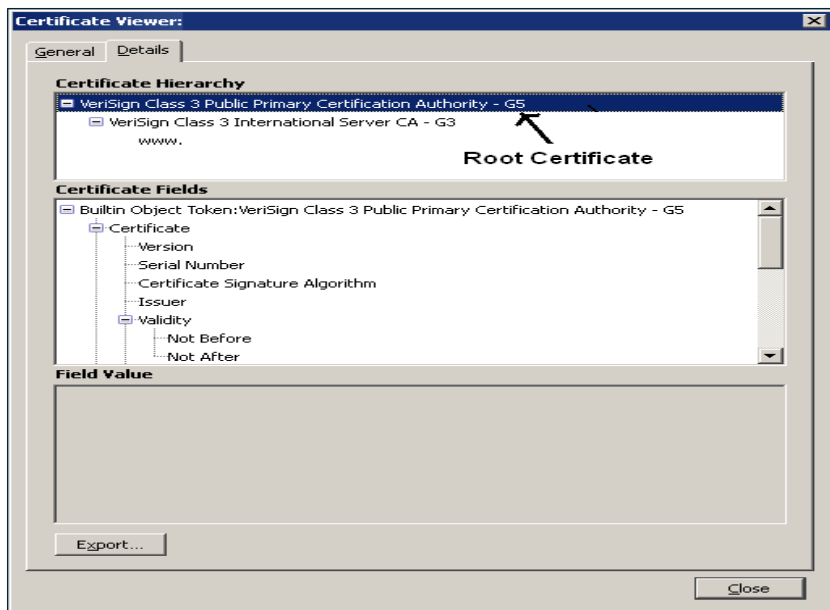 Certificate Viewer:
General Details
Certificate Hierarchy
VeriSign Class 3 Public Primary Certification Authority - G5
VeriSign Class 3 International Server CA - G3
www.
Root Certificate
Certificate Fields
Builtin Object Token:VeriSign Class 3 Public Primary Certification Authority - G5
Certificate
Version
Serial Number
Certificate Signature Algorithm
Issuer
Validity
Not Before
Not After
Field Value
Export...
Close